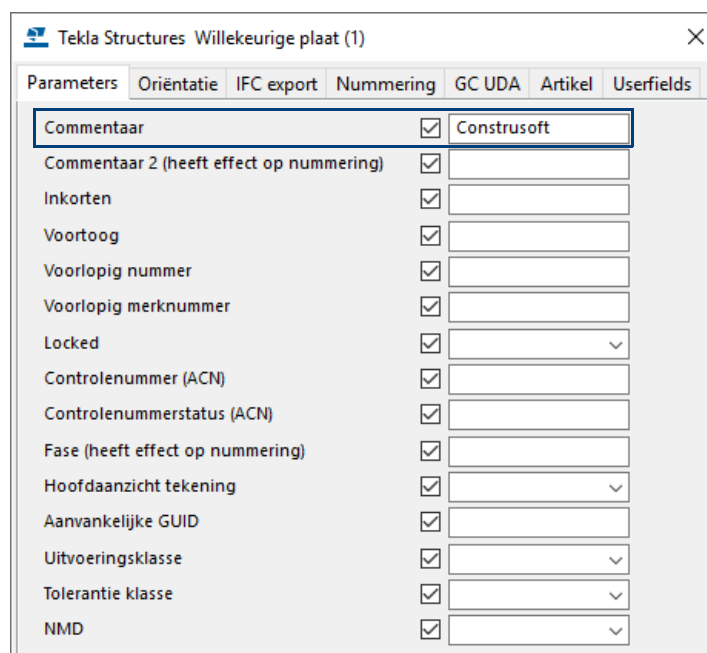 Tekla Structures Willekeurige plaat (1)
Parameters Oriëntatie IFC export Nummering GC UDA Artikel Userfields
Commentaar Construsoft
Commentaar 2 (heeft effect op nummering)
Inkorten
Voortoog
Voorlopig nummer
Voorlopig merknummer
Locked
Controlenummer (ACN)
Controlenummerstatus (ACN)
Fase (heeft effect op nummering)
Hoofdaanzicht tekening
Aanvankelijke GUID
Uitvoeringsklasse
Tolerantie klasse
NMD